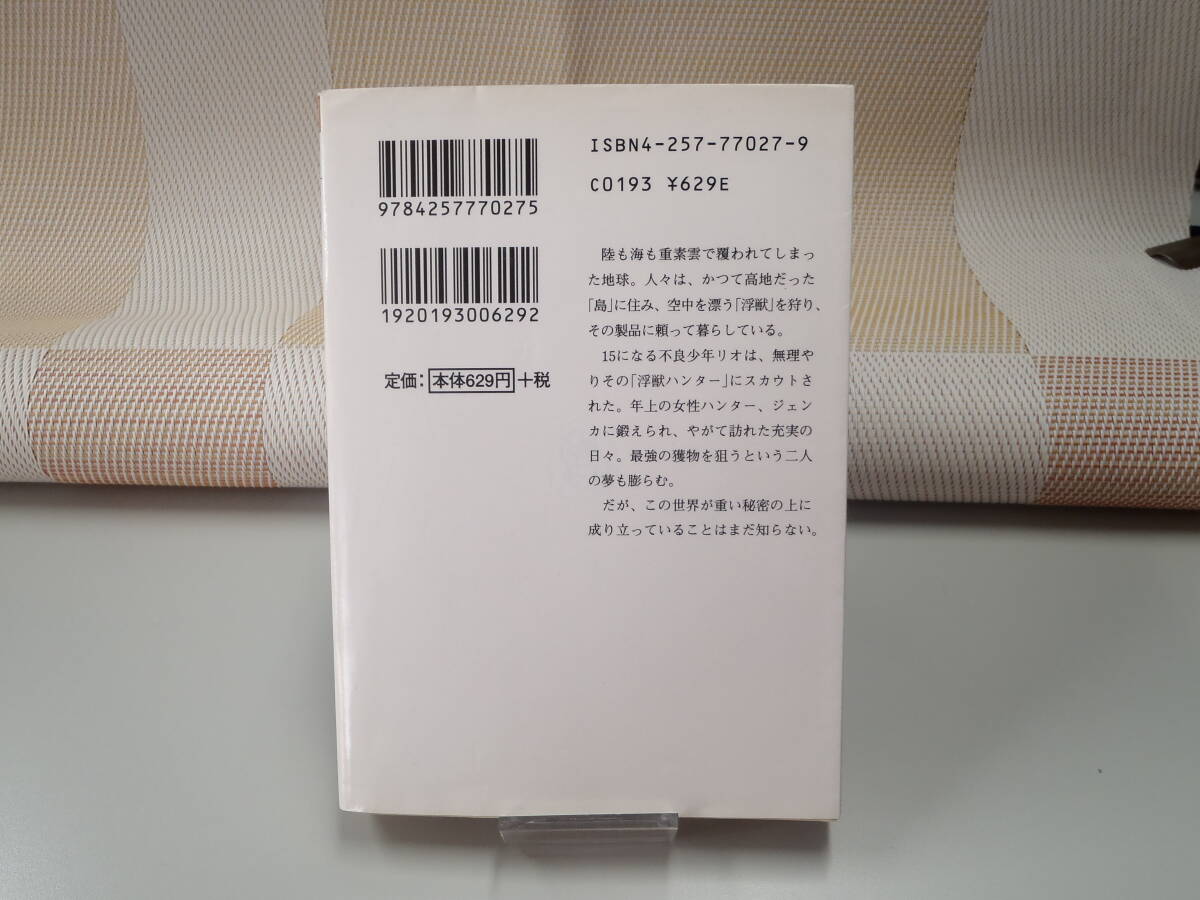 9784257770275
1920193006292
定価：本体629円＋税
ISBN4-257-77027-9
C0193 ¥629E
陸も海も重素雲で覆われてしまっ
た地球。人々は、かつて高地だった
「島」に住み、空中を漂う「浮獣」を狩り、
その製品に頼って暮らしている。
15になる不良少年リオは、無理や
りその「浮獣ハンター」にスカウトさ
れた。年上の女性ハンター、ジェン
カに鍛えられ、やがて訪れた充実の
日々。最強の獲物を狙うという二人
の夢も膨らむ。
だが、この世界が重い秘密の上に
成り立っていることはまだ知らない。